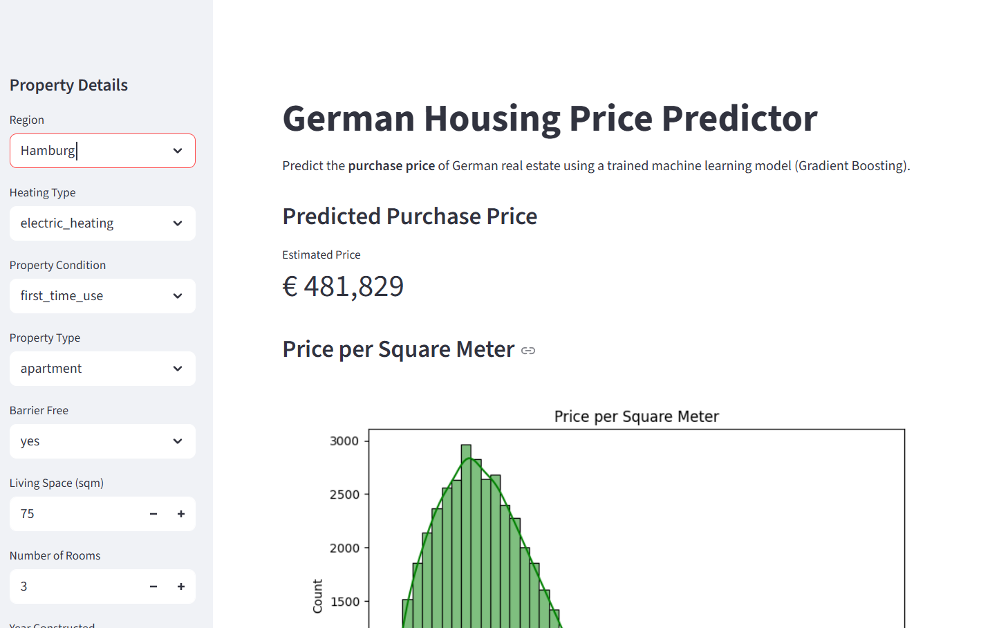 Property Details
Region
Hamburg
Heating Type
electric_heating
Property Condition
first_time_use
Property Type
apartment
Barrier Free
yes
Living Space (sqm)
75
Number of Rooms
3
Year Constructed
German Housing Price Predictor
Predict the purchase price of German real estate using a trained machine learning model (Gradient Boosting).
Predicted Purchase Price
Estimated Price
€ 481,829
Price per Square Meter
Price per Square Meter
3000
2500
2000
1500
Count